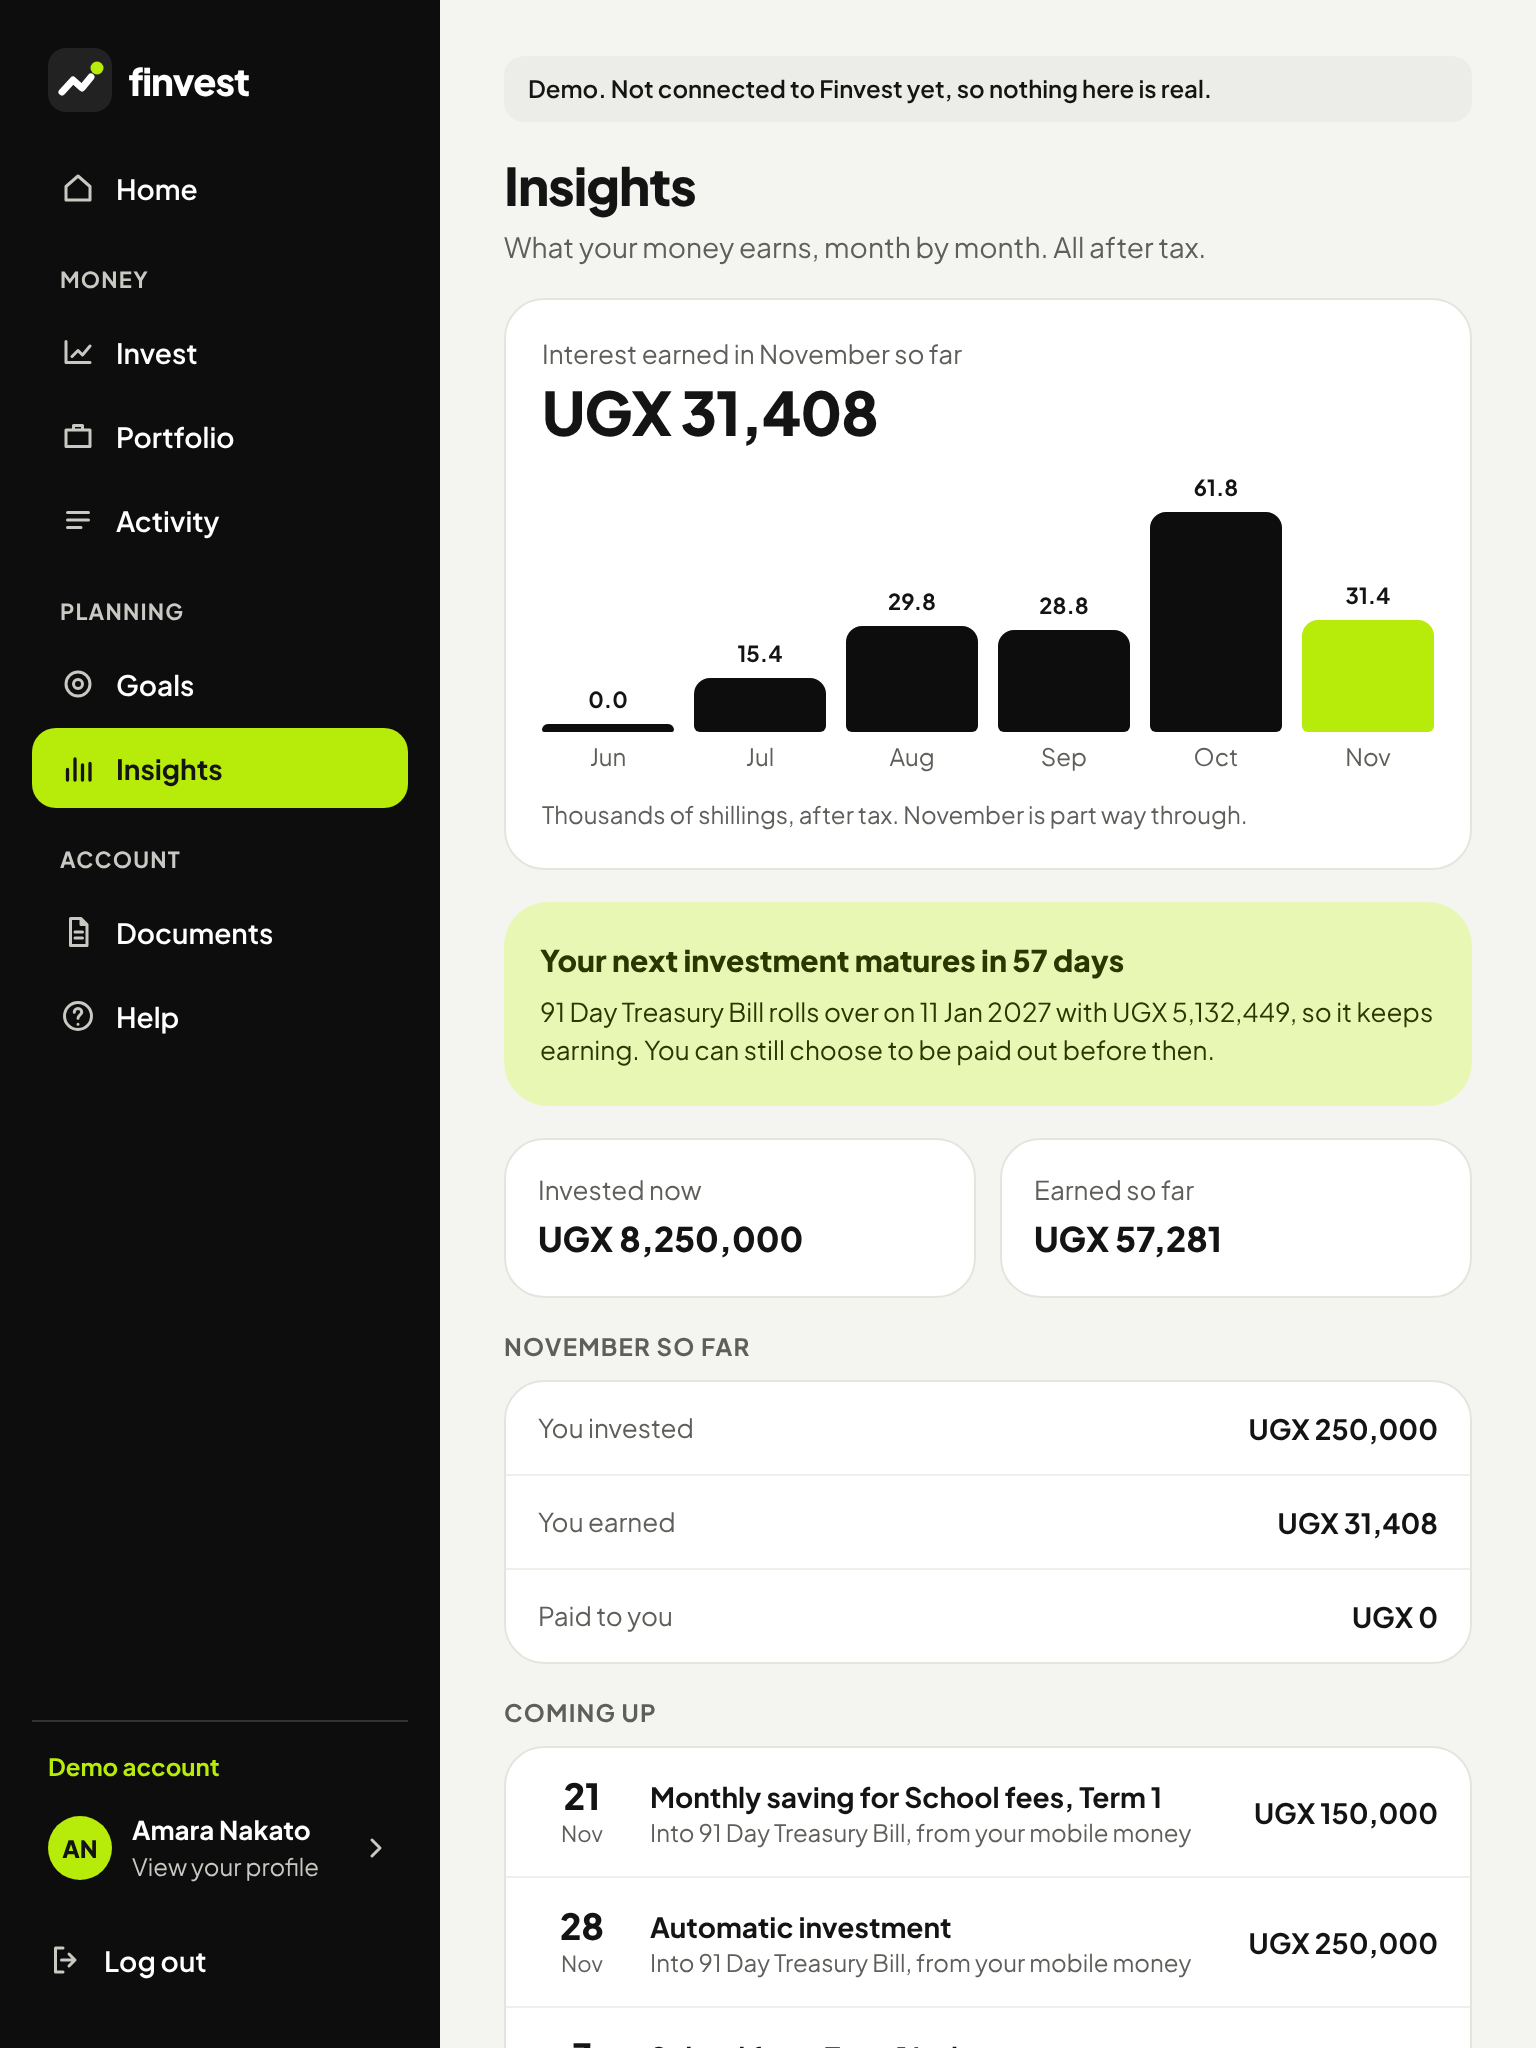 finvest
Home
MONEY
Invest
Portfolio
Activity
PLANNING
Goals
Insights
ACCOUNT
Documents
Help
Demo account
AN
Amara Nakato
View your profile
Log out
Demo. Not connected to Finvest yet, so nothing here is real.
Insights
What your money earns, month by month. All after tax.
Interest earned in November so far
UGX 31,408
0.0
15.4
29.8
28.8
61.8
31.4
Jun
Jul
Aug
Sep
Oct
Nov
Thousands of shillings, after tax. November is part way through.
Your next investment matures in 57 days
91 Day Treasury Bill rolls over on 11 Jan 2027 with UGX 5,132,449, so it keeps
earning. You can still choose to be paid out before then.
Invested now
UGX 8,250,000
Earned so far
UGX 57,281
NOVEMBER SO FAR
You invested
UGX 250,000
You earned
UGX 31,408
Paid to you
UGX 0
COMING UP
21
Nov
Monthly saving for School fees, Term 1
Into 91 Day Treasury Bill, from your mobile money
UGX 150,000
28
Nov
Automatic investment
Into 91 Day Treasury Bill, from your mobile money
UGX 250,000